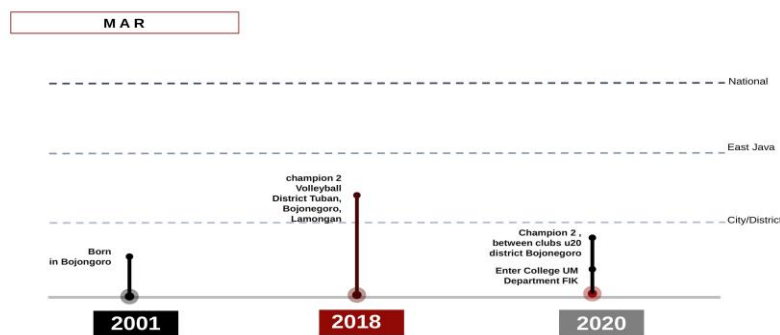 MAR
National
East Java
champion 2
Volleyball
District Tuban,
Bojonegoro,
Lamongan
City/District
Champion 2 ,
between clubs u20
district Bojonegoro
Born
in Bojongoro
Enter College UM
Department FIK
2001
2018
2020